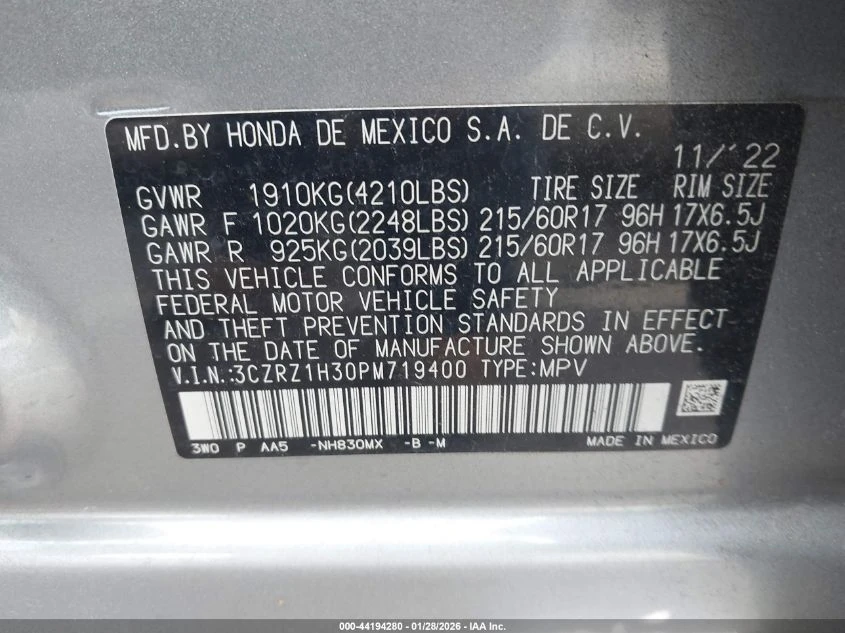 MFD.BY HONDA DE MEXICO S.A. DE C.V.
11/'22
GVWR 1910KG(4210LBS) TIRE SIZE RIM SIZE
GAWR F 1020KG(2248LBS) 215/60R17 96H 17X6.5J
GAWR R 925KG(2039LBS) 215/60R17 96H 17X6.5J
THIS VEHICLE CONFORMS TO ALL APPLICABLE
FEDERAL MOTOR VEHICLE SAFETY
AND THEFT PREVENTION STANDARDS IN EFFECT
ON THE DATE OF MANUFACTURE SHOWN ABOVE.
V.I.N.:3CZRZ1H30PM719400 TYPE:MPV
3W0 P AA5 -NH830MX -B -M MADE IN MEXICO
000-44194280 - 01/28/2026 - IAA Inc.